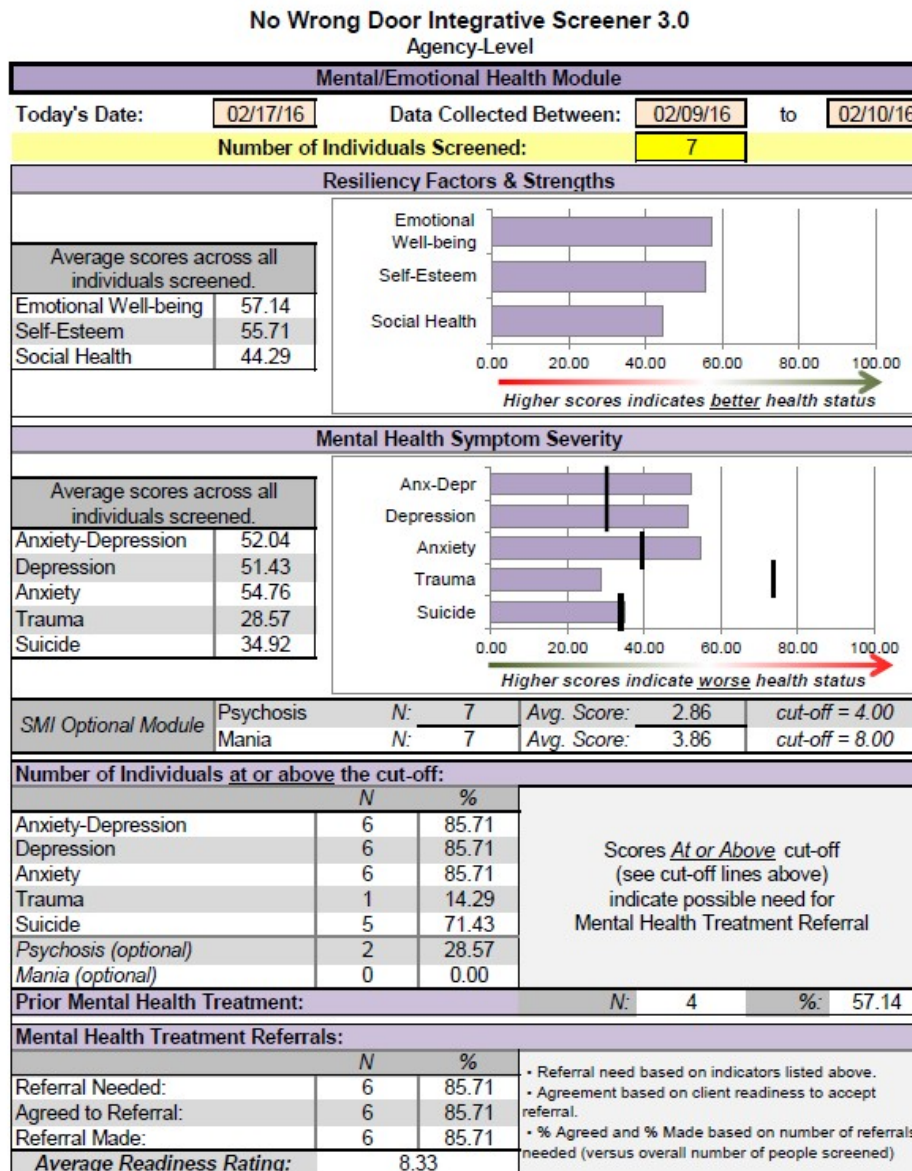 No Wrong Door Integrative Screener 3.0
Agency-Level
Mental/Emotional Health Module
Today's Date: 02/17/16 Data Collected Between: 02/09/16 to 02/10/16
Number of Individuals Screened: 7
Resiliency Factors & Strengths
Average scores across all
individuals screened.
Emotional Well-being 57.14
Self-Esteem 55.71
Social Health 44.29
Emotional
Well-being
Self-Esteem
Social Health
0.00 20.00 40.00 60.00 80.00 100.00
Higher scores indicates better health status
Mental Health Symptom Severity
Average scores across all
individuals screened.
Anxiety-Depression 52.04
Depression 51.43
Anxiety 54.76
Trauma 28.57
Suicide 34.92
Anx-Depr
Depression
Anxiety
Trauma
Suicide
0.00 20.00 40.00 60.00 80.00 100.00
Higher scores indicate worse health status
SMI Optional Module
Psychosis N: 7 Avg. Score: 2.86 cut-off = 4.00
Mania N: 7 Avg. Score: 3.86 cut-off = 8.00
Number of Individuals at or above the cut-off:
N %
Anxiety-Depression 6 85.71
Depression 6 85.71
Anxiety 6 85.71
Trauma 1 14.29
Suicide 5 71.43
Psychosis (optional) 2 28.57
Mania (optional) 0 0.00
Scores At or Above cut-off
(see cut-off lines above)
indicate possible need for
Mental Health Treatment Referral
Prior Mental Health Treatment: N: 4 %: 57.14
Mental Health Treatment Referrals:
N %
Referral Needed: 6 85.71
Agreed to Referral: 6 85.71
Referral Made: 6 85.71
Average Readiness Rating: 8.33
• Referral need based on indicators listed above.
• Agreement based on client readiness to accept
referral.
• % Agreed and % Made based on number of referrals
needed (versus overall number of people screened)